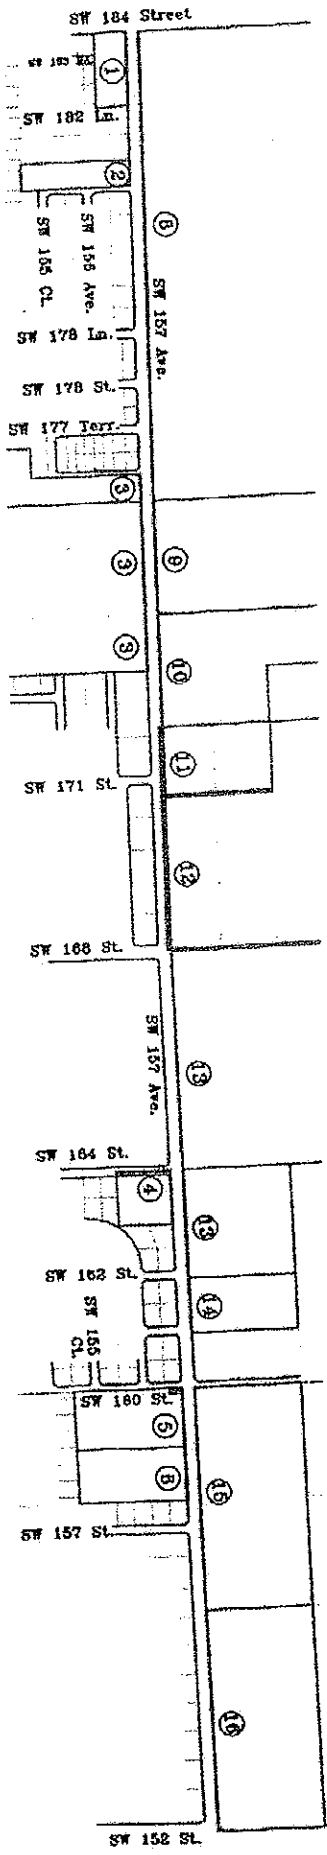 SW 184 Street
1
SW 182 Ln.
2
8
SW 155 Ct.
SW 156 Ave.
SW 157 Ave.
SW 178 Ln.
SW 178 St.
SW 177 Terr.
3
3
9
3
10
11
SW 171 St.
12
SW 168 St.
SW 157 Ave.
13
SW 164 St.
4
13
SW 162 St.
14
SW 155 Ct.
SW 160 St.
5
15
SW 157 St.
16
SW 152 St.